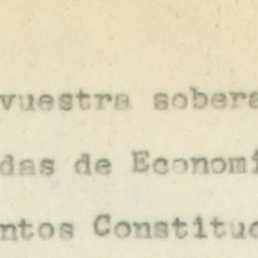 vuestra sobera
das de Economí
ntos Constituc